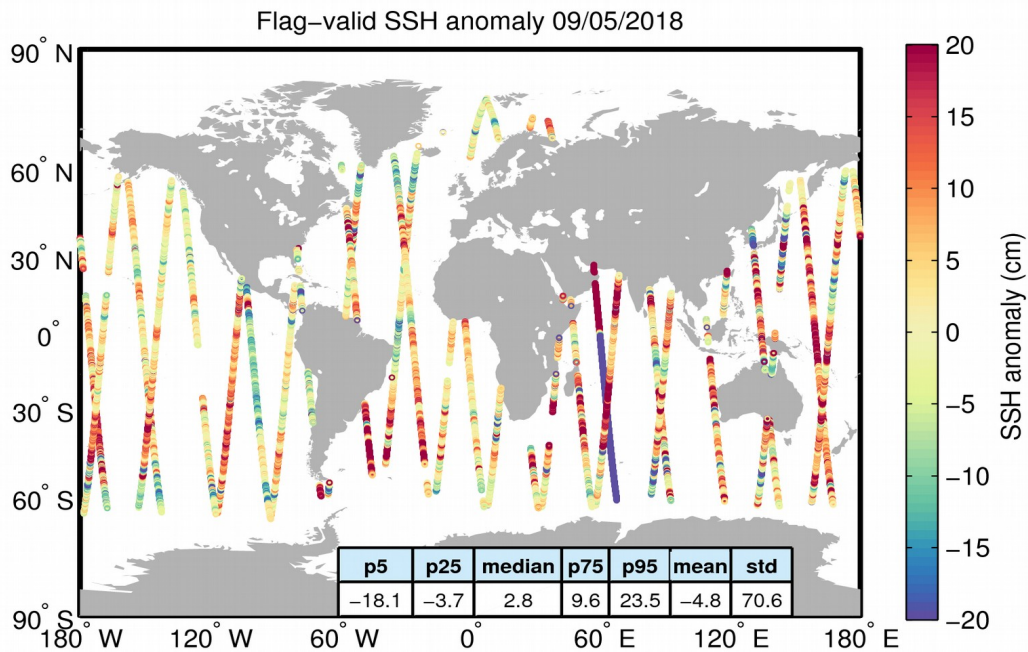 Flag−valid SSH anomaly 09/05/2018
90° N
60° N
30° N
0°
30° S
60° S
90° S
180° W
120° W
60° W
0°
60° E
120° E
180° E
p5 p25 median p75 p95 mean std
−18.1 −3.7 2.8 9.6 23.5 −4.8 70.6
20
15
10
5
0
−5
−10
−15
−20
SSH anomaly (cm)